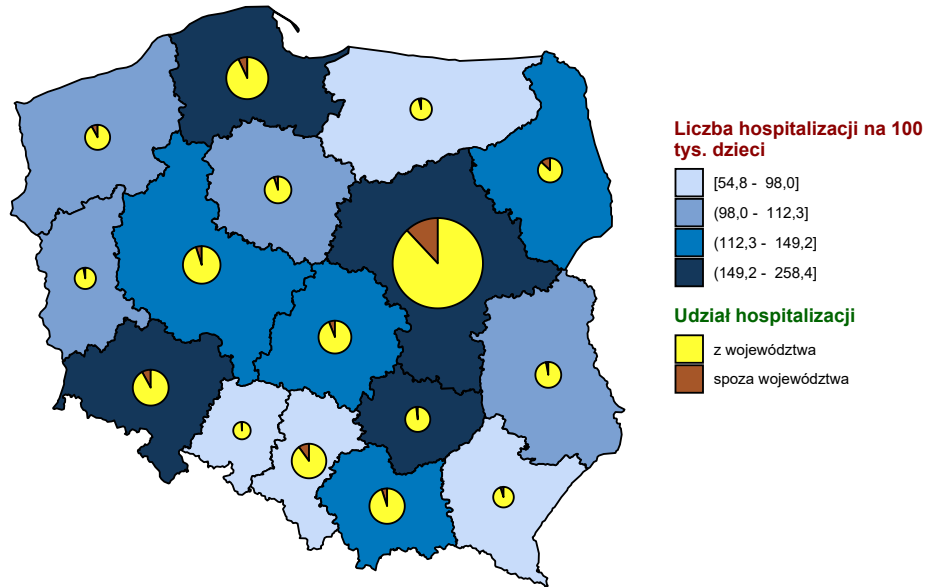 Liczba hospitalizacji na 100
tys. dzieci
[54,8 - 98,0]
(98,0 - 112,3]
(112,3 - 149,2]
(149,2 - 258,4]
Udział hospitalizacji
z województwa
spoza województwa